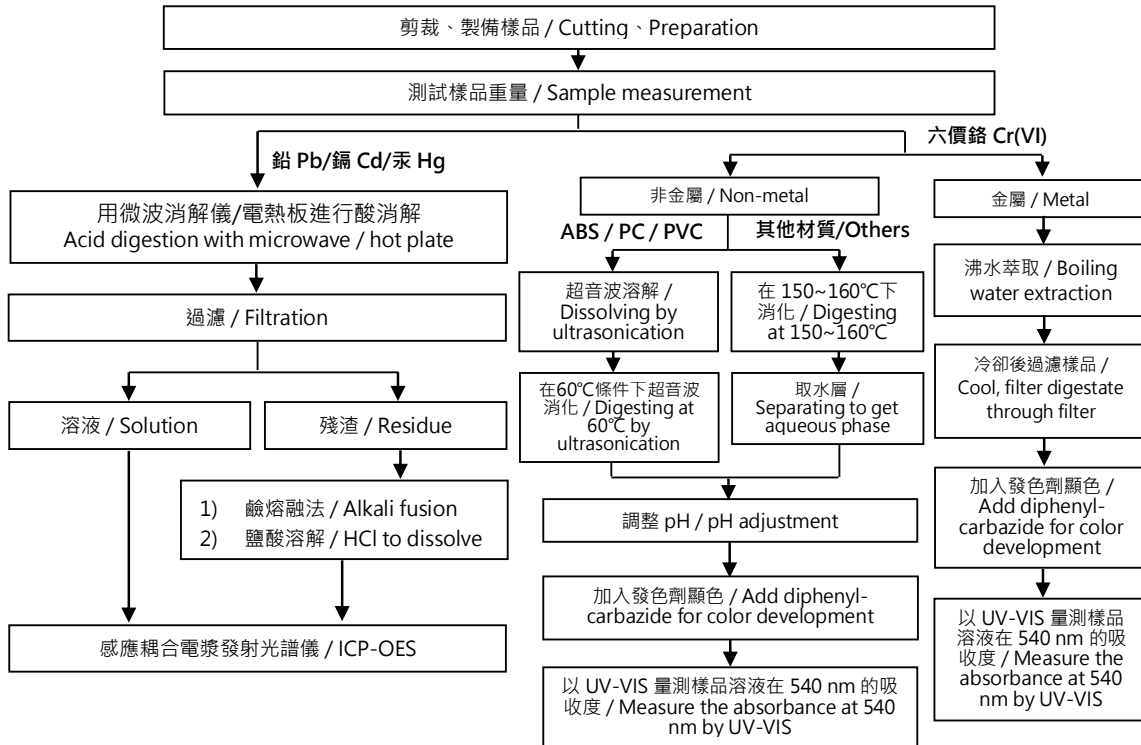 剪裁、製備樣品 / Cutting、Preparation
測試樣品重量 / Sample measurement
鉛 Pb/鎘 Cd/汞 Hg
六價鉻 Cr(VI)
用微波消解儀/電熱板進行酸消解
Acid digestion with microwave / hot plate
過濾 / Filtration
溶液 / Solution
殘渣 / Residue
1) 鹼熔融法 / Alkali fusion
2) 鹽酸溶解 / HCl to dissolve
感應耦合電漿發射光譜儀 / ICP-OES
非金屬 / Non-metal
ABS / PC / PVC
其他材質/Others
超音波溶解 /
Dissolving by
ultrasonication
在60℃條件下超音波
消化 / Digesting at
60℃ by
ultrasonication
在 150~160℃下
消化 / Digesting
at 150~160℃
取水層 /
Separating to get
aqueous phase
調整 pH / pH adjustment
加入發色劑顯色 / Add diphenyl-
carbazide for color development
以 UV-VIS 量測樣品溶液在 540 nm 的吸
收度 / Measure the absorbance at 540
nm by UV-VIS
金屬 / Metal
沸水萃取 / Boiling
water extraction
冷卻後過濾樣品 /
Cool, filter digestate
through filter
加入發色劑顯色 /
Add diphenyl-
carbazide for color
development
以 UV-VIS 量測樣品
溶液在 540 nm 的吸
收度 / Measure the
absorbance at 540
nm by UV-VIS